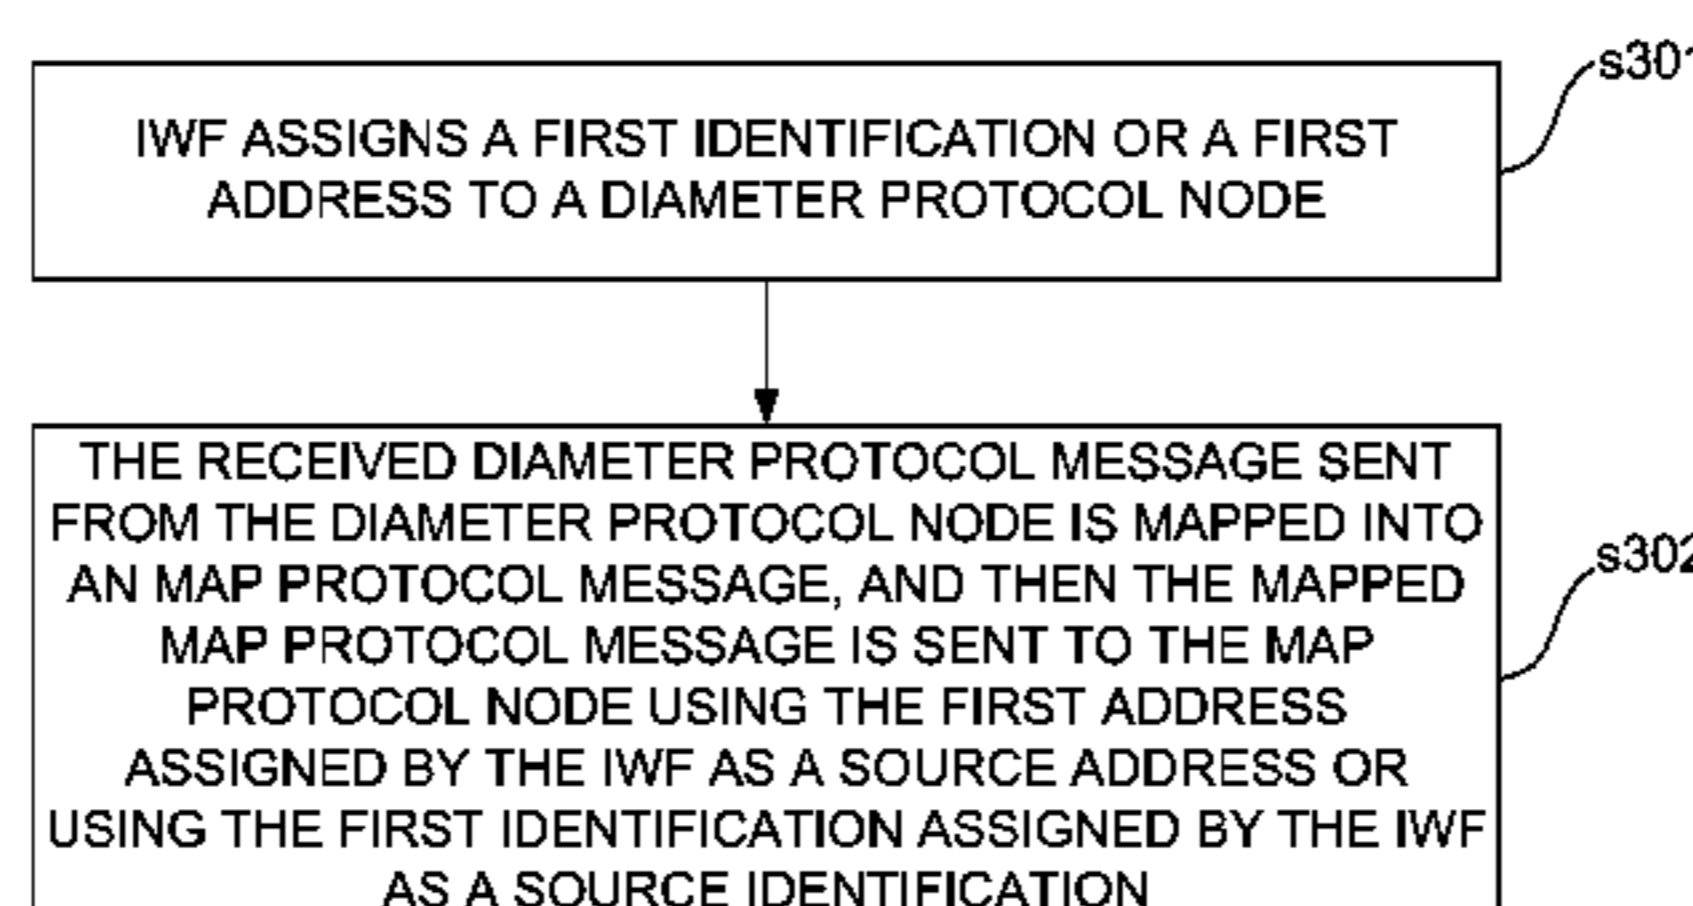 s301
IWF ASSIGNS A FIRST IDENTIFICATION OR A FIRST
ADDRESS TO A DIAMETER PROTOCOL NODE
THE RECEIVED DIAMETER PROTOCOL MESSAGE SENT
FROM THE DIAMETER PROTOCOL NODE IS MAPPED INTO
AN MAP PROTOCOL MESSAGE, AND THEN THE MAPPED
s302
MAP PROTOCOL MESSAGE IS SENT TO THE MAP
PROTOCOL NODE USING THE FIRST ADDRESS
ASSIGNED BY THE IWF AS A SOURCE ADDRESS OR
USING THE FIRST IDENTIFICATION ASSIGNED BY THE IWF
AS A SOURCE IDENTIFICATION